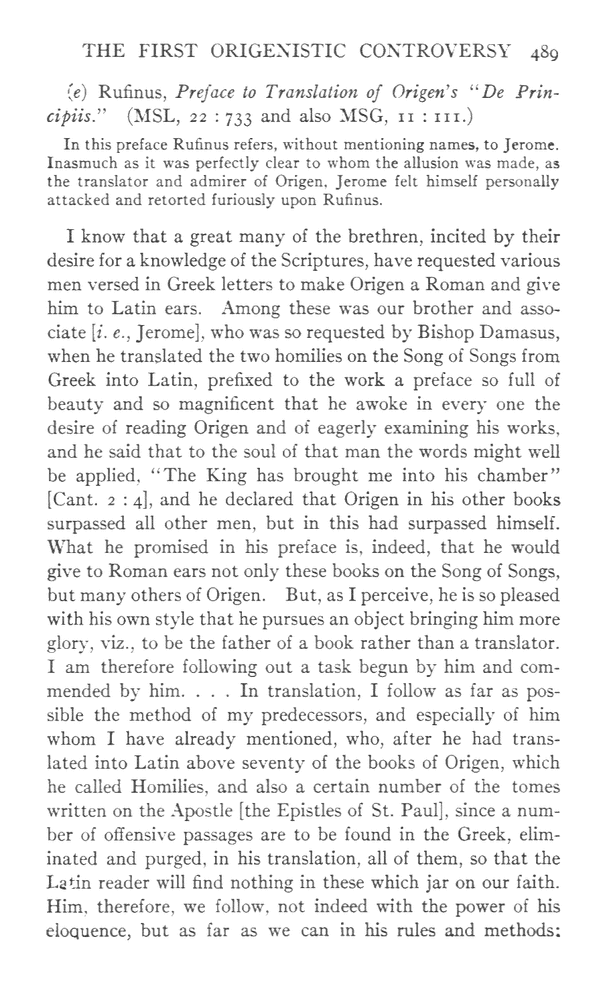 THE FIRST ORIGENISTIC CONTROVERSY 489
(e) Rufinus, Preface to Translation of Origen's "De Prin-
cipiis." (MSL, 22 : 733 and also MSG, 11 : 111.)
In this preface Rufinus refers, without mentioning names, to Jerome.
Inasmuch as it was perfectly clear to whom the allusion was made, as
the translator and admirer of Origen, Jerome felt himself personally
attacked and retorted furiously upon Rufinus.
I know that a great many of the brethren, incited by their
desire for a knowledge of the Scriptures, have requested various
men versed in Greek letters to make Origen a Roman and give
him to Latin ears. Among these was our brother and asso-
ciate [i. e., Jerome], who was so requested by Bishop Damasus,
when he translated the two homilies on the Song of Songs from
Greek into Latin, prefixed to the work a preface so full of
beauty and so magnificent that he awoke in every one the
desire of reading Origen and of eagerly examining his works,
and he said that to the soul of that man the words might well
be applied, "The King has brought me into his chamber"
[Cant. 2 : 4], and he declared that Origen in his other books
surpassed all other men, but in this had surpassed himself.
What he promised in his preface is, indeed, that he would
give to Roman ears not only these books on the Song of Songs,
but many others of Origen. But, as I perceive, he is so pleased
with his own style that he pursues an object bringing him more
glory, viz., to be the father of a book rather than a translator.
I am therefore following out a task begun by him and com-
mended by him. . . . In translation, I follow as far as pos-
sible the method of my predecessors, and especially of him
whom I have already mentioned, who, after he had trans-
lated into Latin above seventy of the books of Origen, which
he called Homilies, and also a certain number of the tomes
written on the Apostle [the Epistles of St. Paul], since a num-
ber of offensive passages are to be found in the Greek, elim-
inated and purged, in his translation, all of them, so that the
Latin reader will find nothing in these which jar on our faith.
Him, therefore, we follow, not indeed with the power of his
eloquence, but as far as we can in his rules and methods: